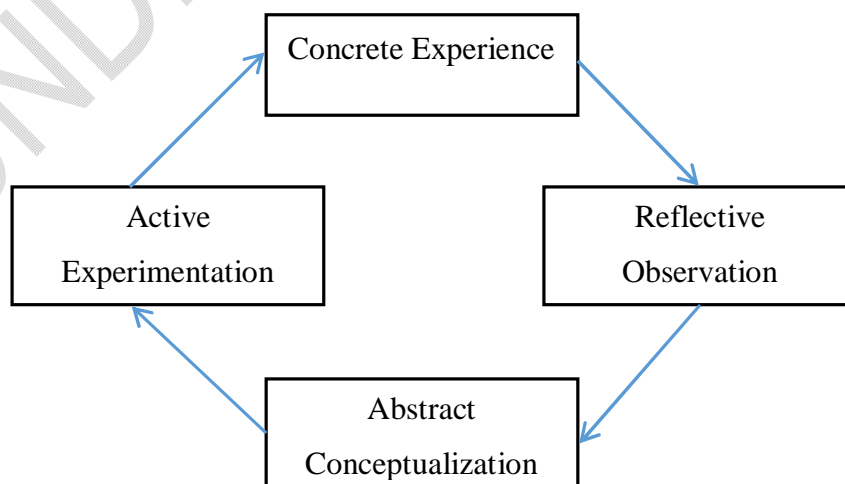 Concrete Experience
Active
Experimentation
Reflective
Observation
Abstract
Conceptualization